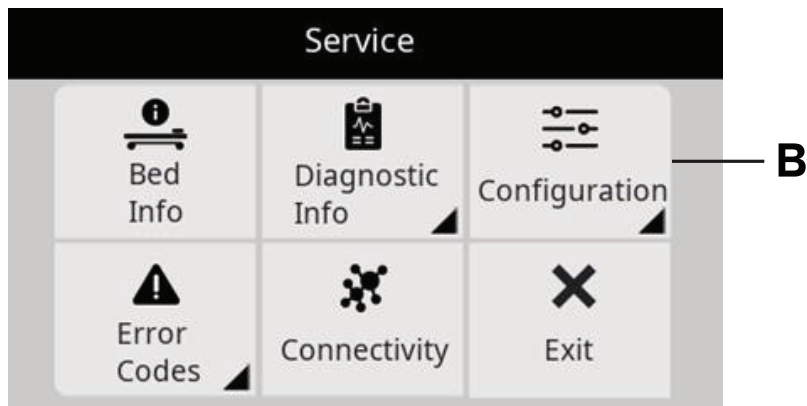 Service
Bed
Info
Diagnostic
Info
Configuration
B
Error
Codes
Connectivity
Exit